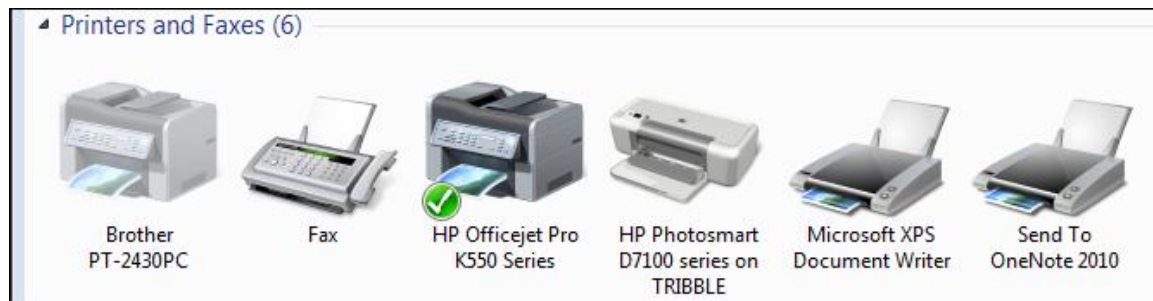 Printers and Faxes (6)
Brother
PT-2430PC
Fax
HP Officejet Pro
K550 Series
HP Photosmart
D7100 series on
TRIBBLE
Microsoft XPS
Document Writer
Send To
OneNote 2010